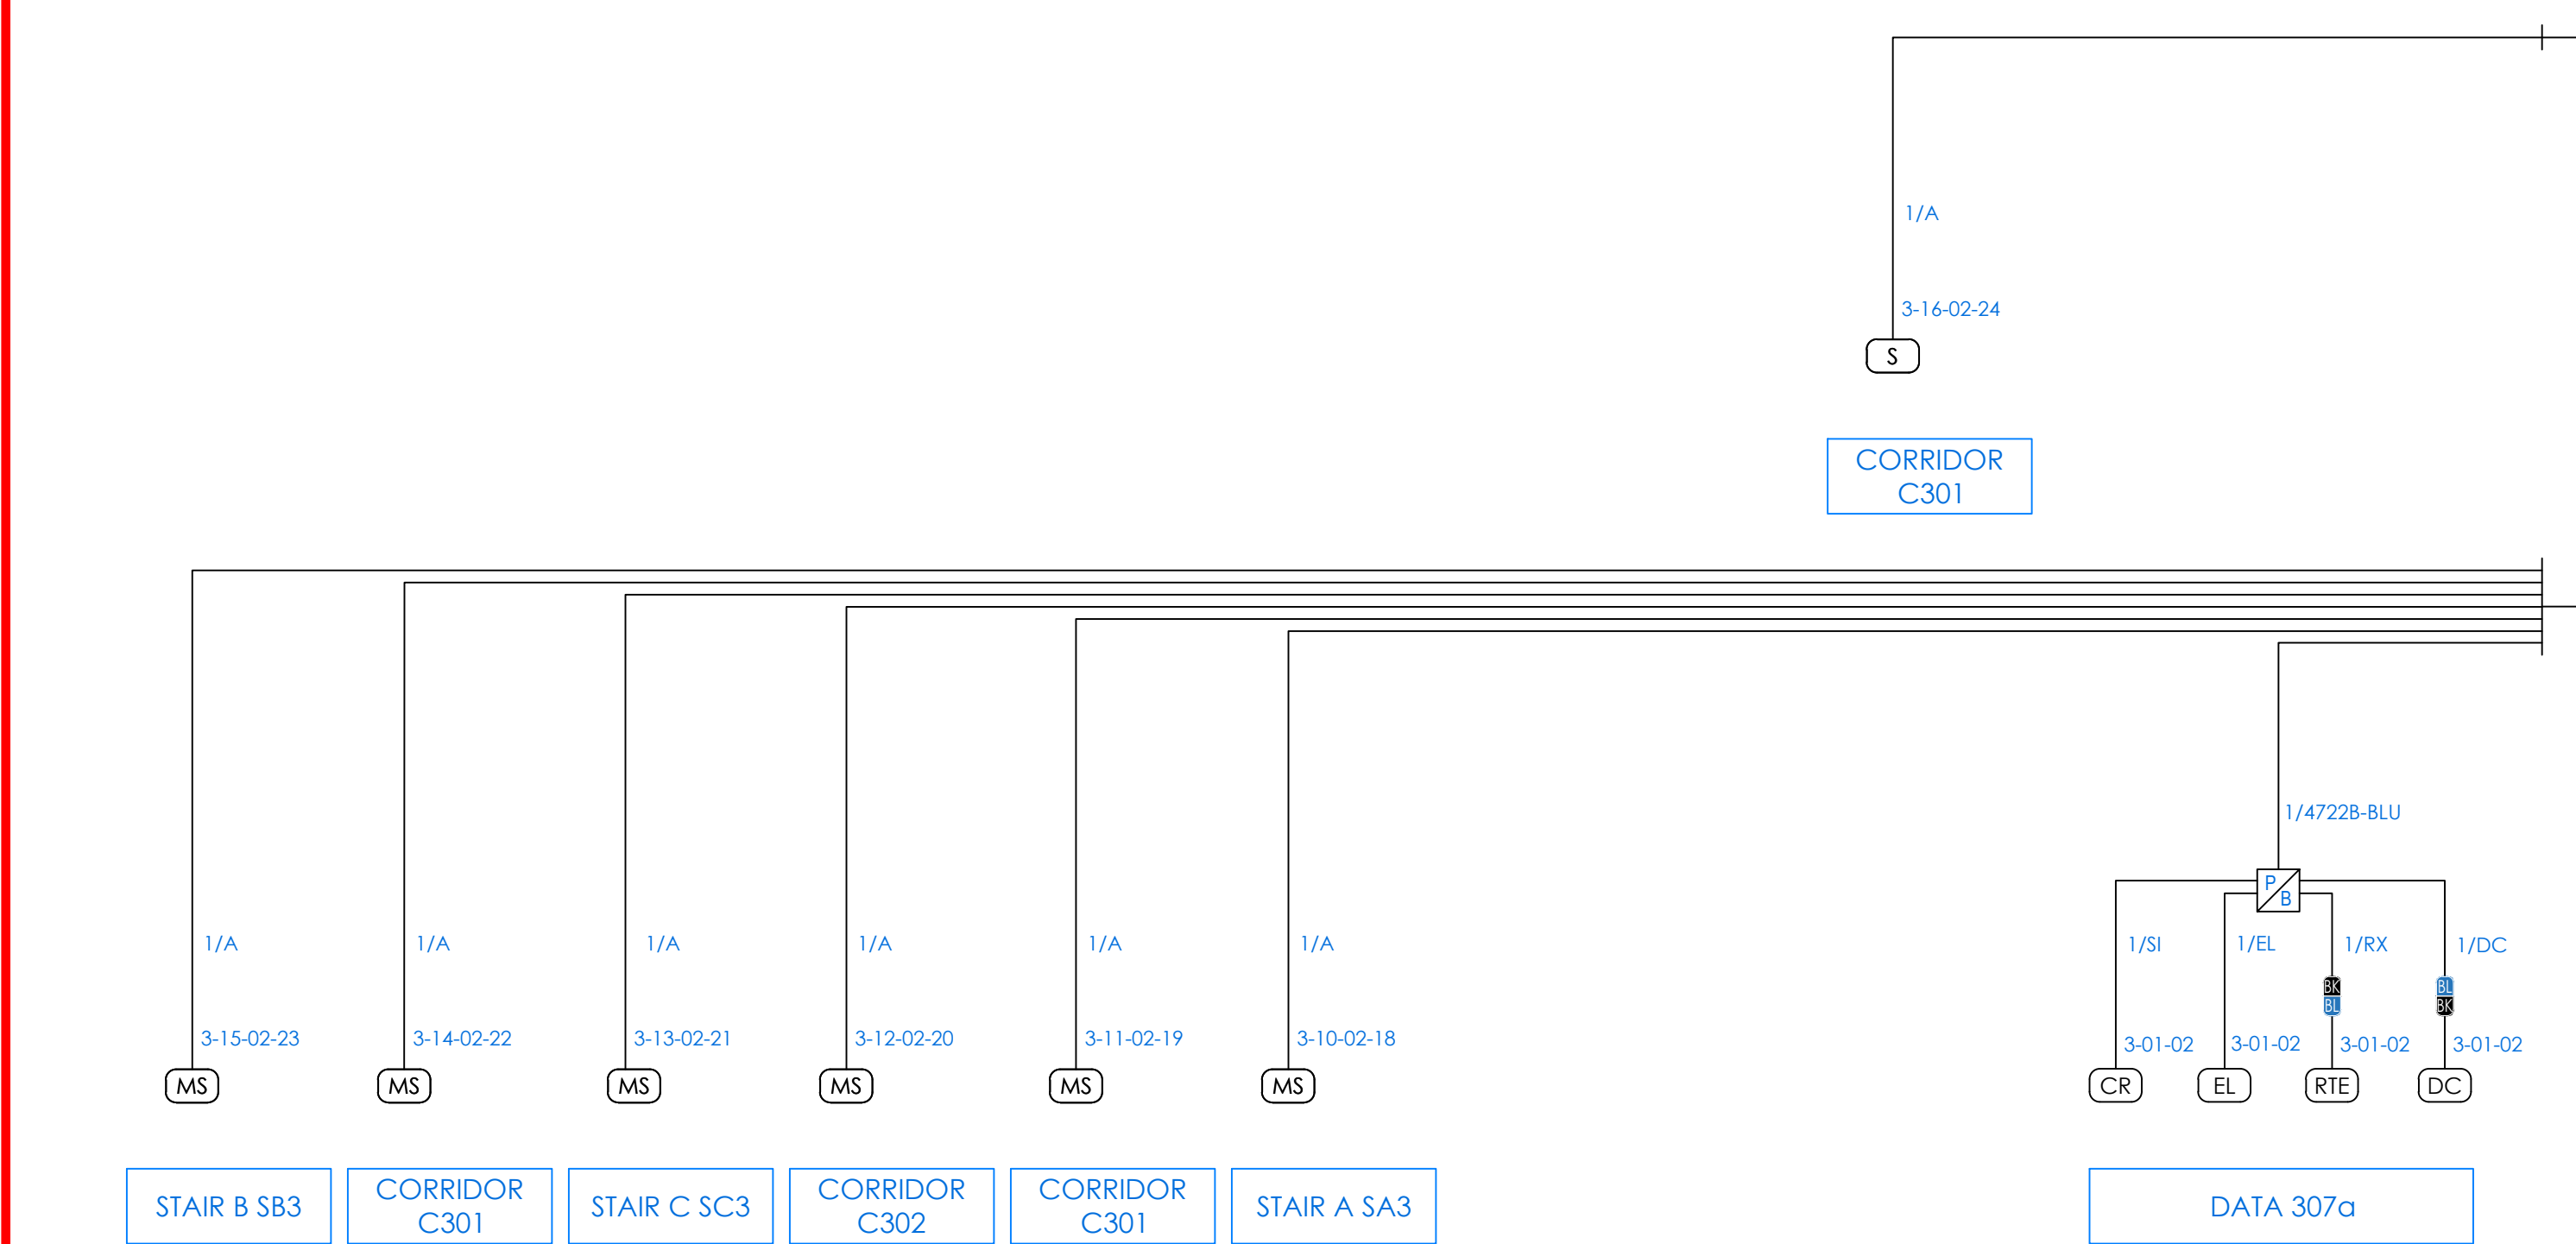 1/A
3-16-02-24
S
CORRIDOR
C301
1/4722B-BLU
P
B
1/A
1/A
1/A
1/A
1/A
1/A
1/SI
1/EL
1/RX
1/DC
BK
BL
BL
BK
3-15-02-23
3-14-02-22
3-13-02-21
3-12-02-20
3-11-02-19
3-10-02-18
3-01-02
3-01-02
3-01-02
3-01-02
MS
MS
MS
MS
MS
MS
CR
EL
RTE
DC
STAIR B SB3
CORRIDOR
C301
STAIR C SC3
CORRIDOR
C302
CORRIDOR
C301
STAIR A SA3
DATA 307a